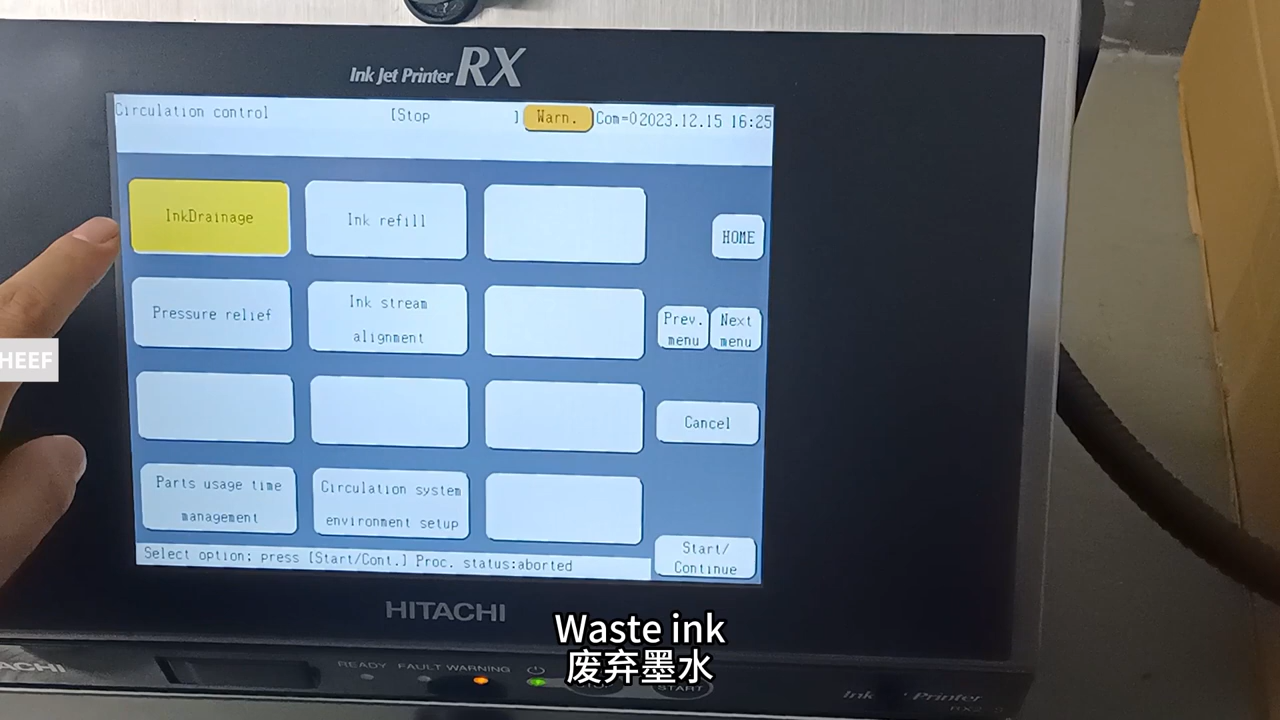 Ink Jet Printer RX
Circulation control [Stop ] Warn. Com=0 2023.12.15 16:25
InkDrainage
Ink refill
HOME
Pressure relief
Ink stream
alignment
Prev.
menu
Next
menu
Cancel
Parts usage time
management
Circulation system
environment setup
Start/
Continue
Select option; press [Start/Cont.] Proc. status:aborted
HEEF
HITACHI
Waste ink
废弃墨水
ACHI
READY FAULT WARNING
START